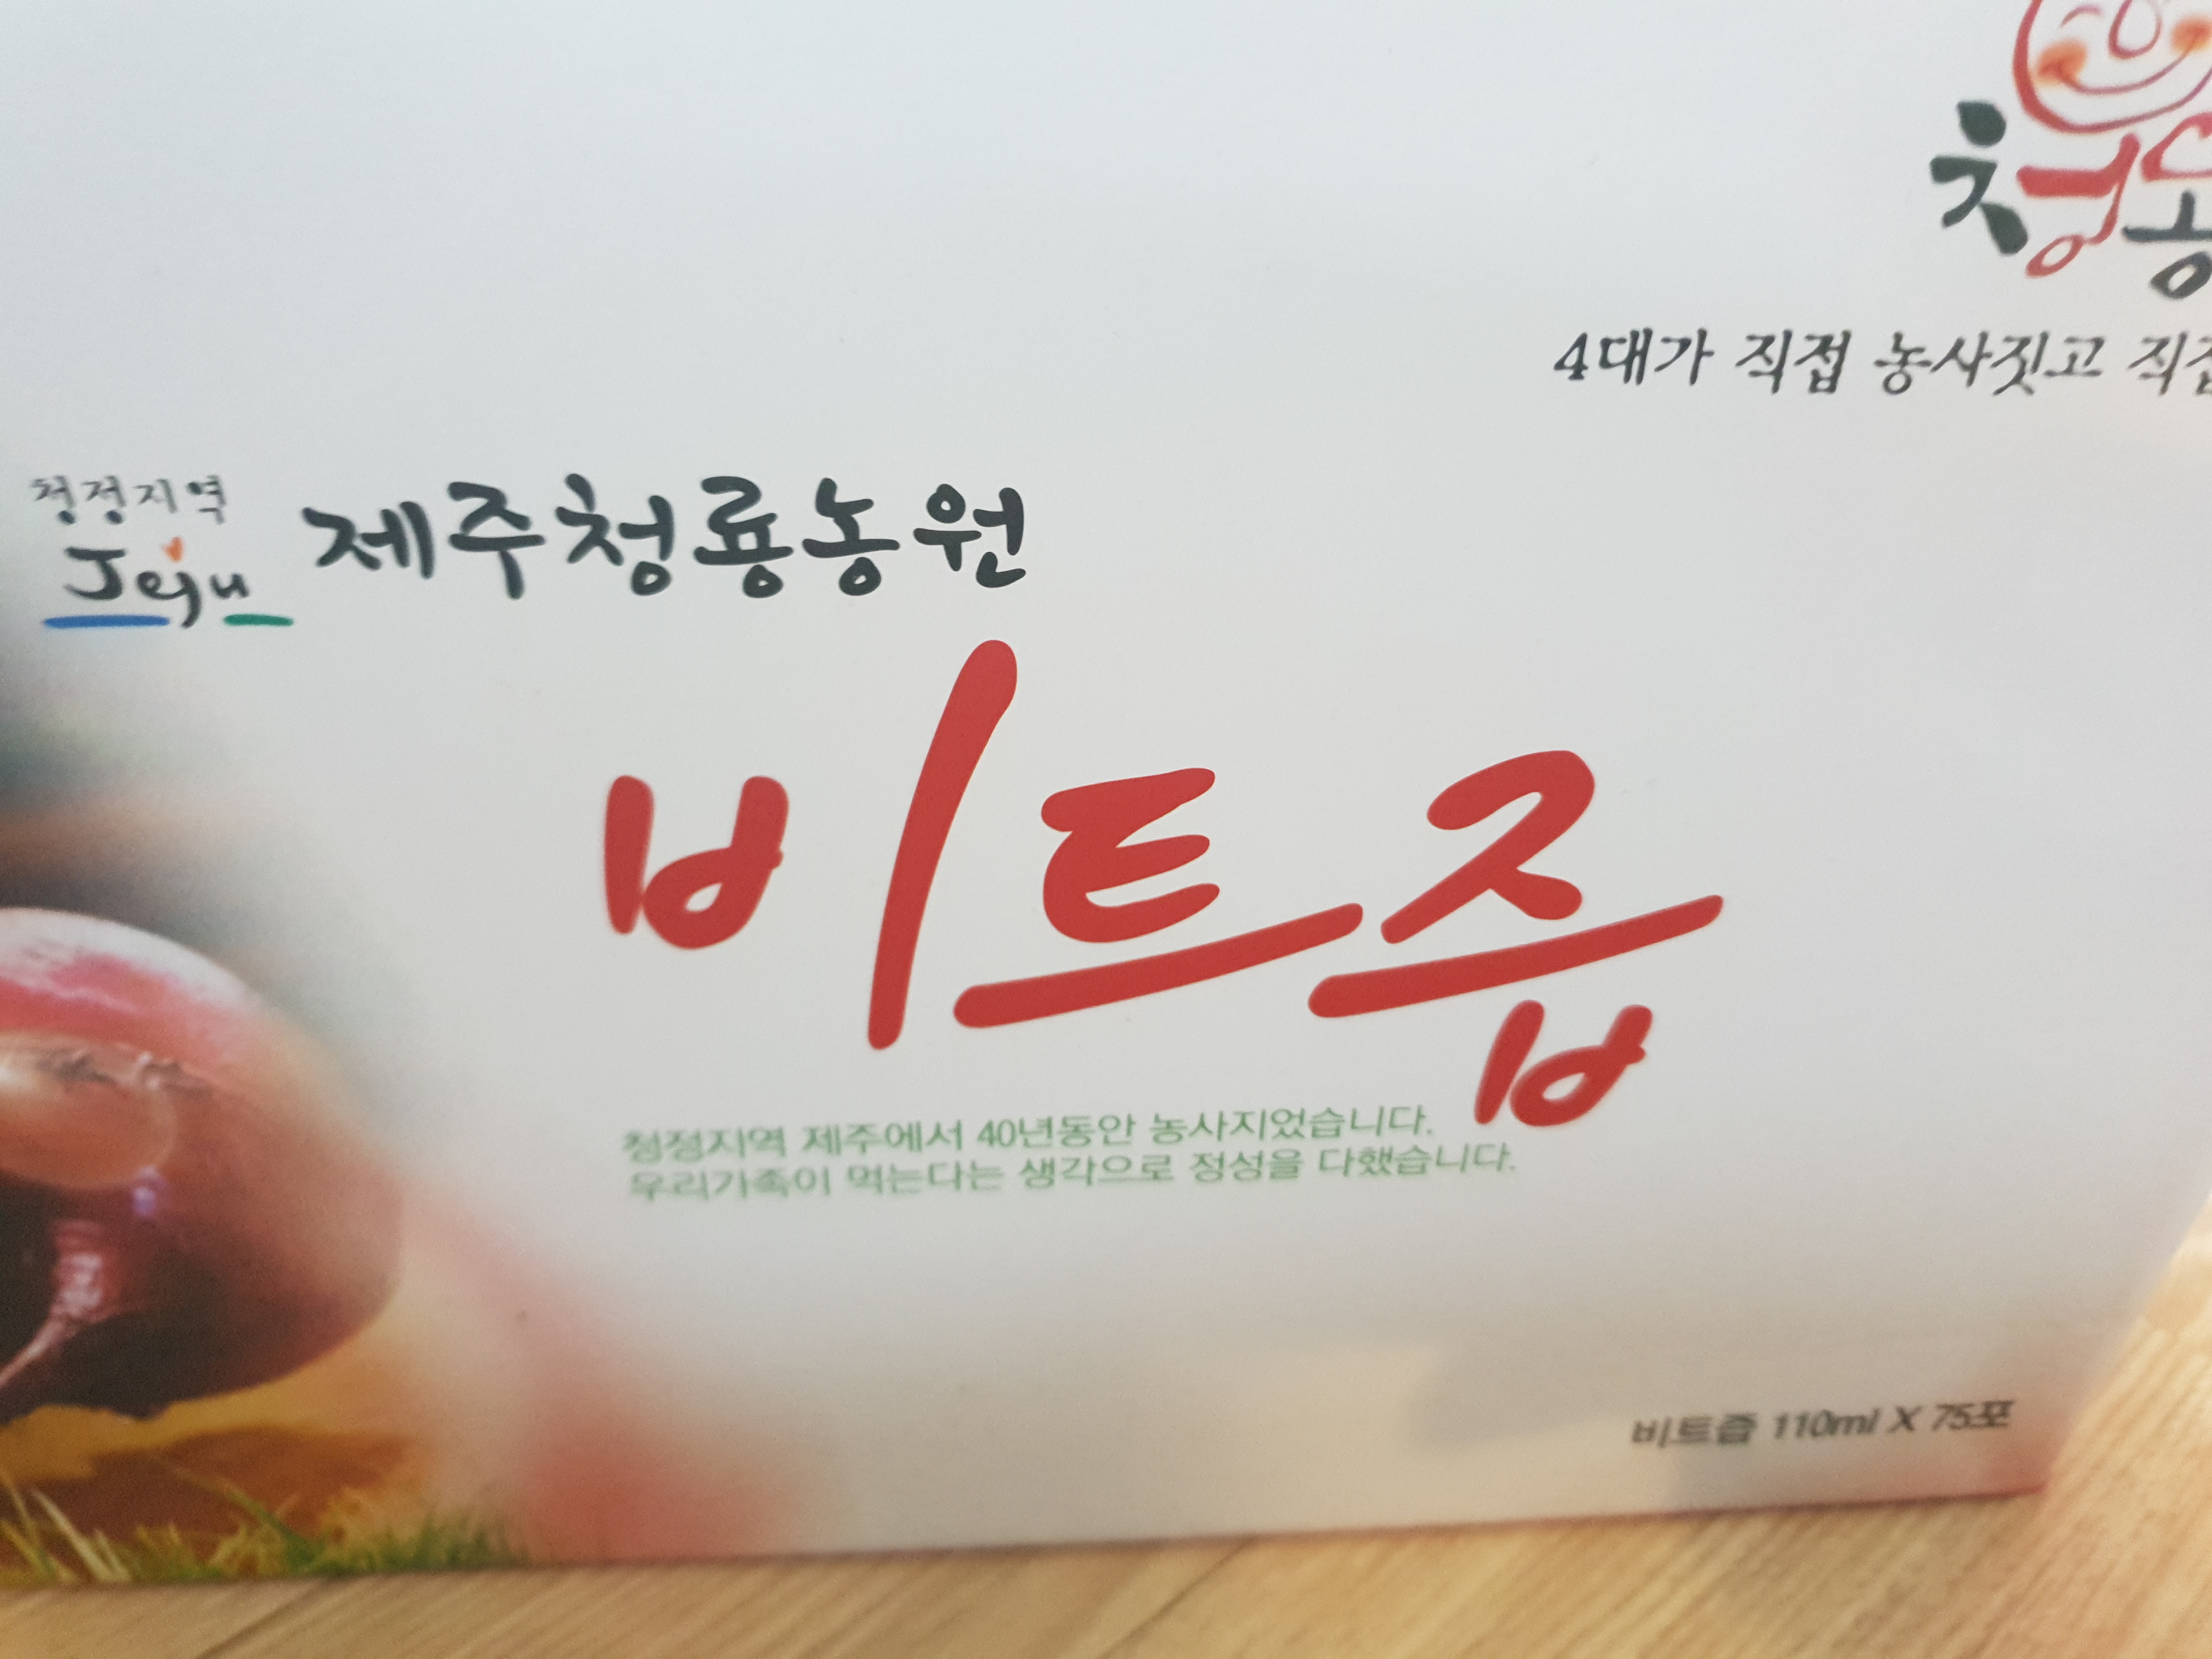 청
4대가 직접 농사짓고
청정지역
Jeju
제주청룡농원
비트즙
청정지역 제주에서 40년동안 농사지었습니다.
우리가족이 먹는다는 생각으로 정성을 다했습니다.
비트즙 110ml X 75포